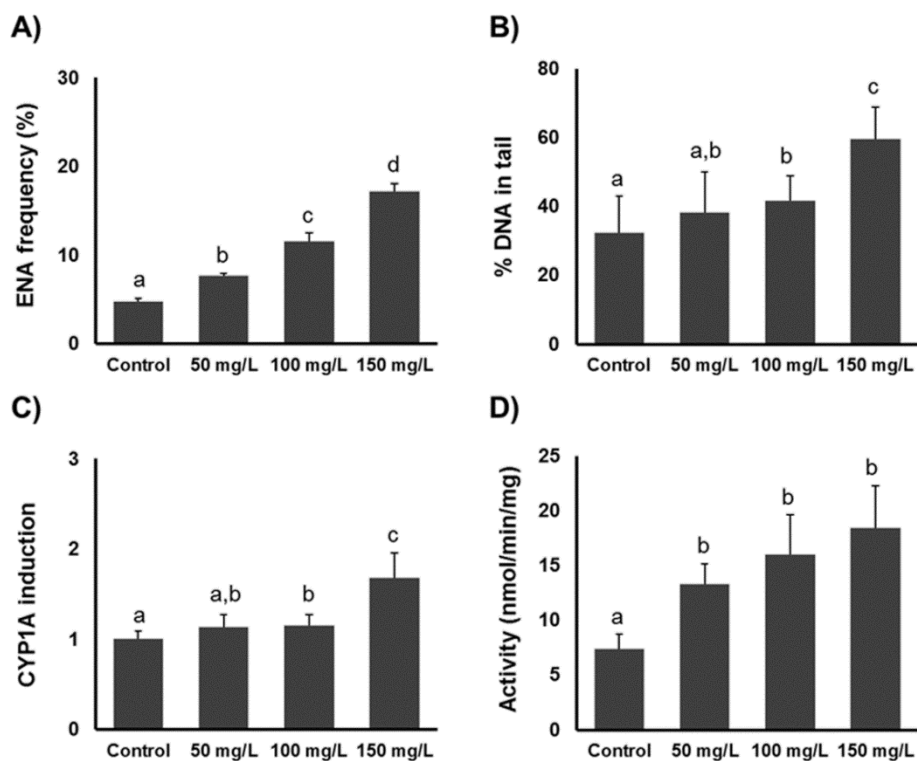 A)
ENA frequency (%)
30
20
10
0
a
b
c
d
Control 50 mg/L 100 mg/L 150 mg/L
B)
% DNA in tail
80
60
40
20
0
a
a,b
b
c
Control 50 mg/L 100 mg/L 150 mg/L
C)
CYP1A induction
3
2
1
0
a
a,b
b
c
Control 50 mg/L 100 mg/L 150 mg/L
D)
Activity (nmol/min/mg)
25
20
15
10
5
0
a
b
b
b
Control 50 mg/L 100 mg/L 150 mg/L